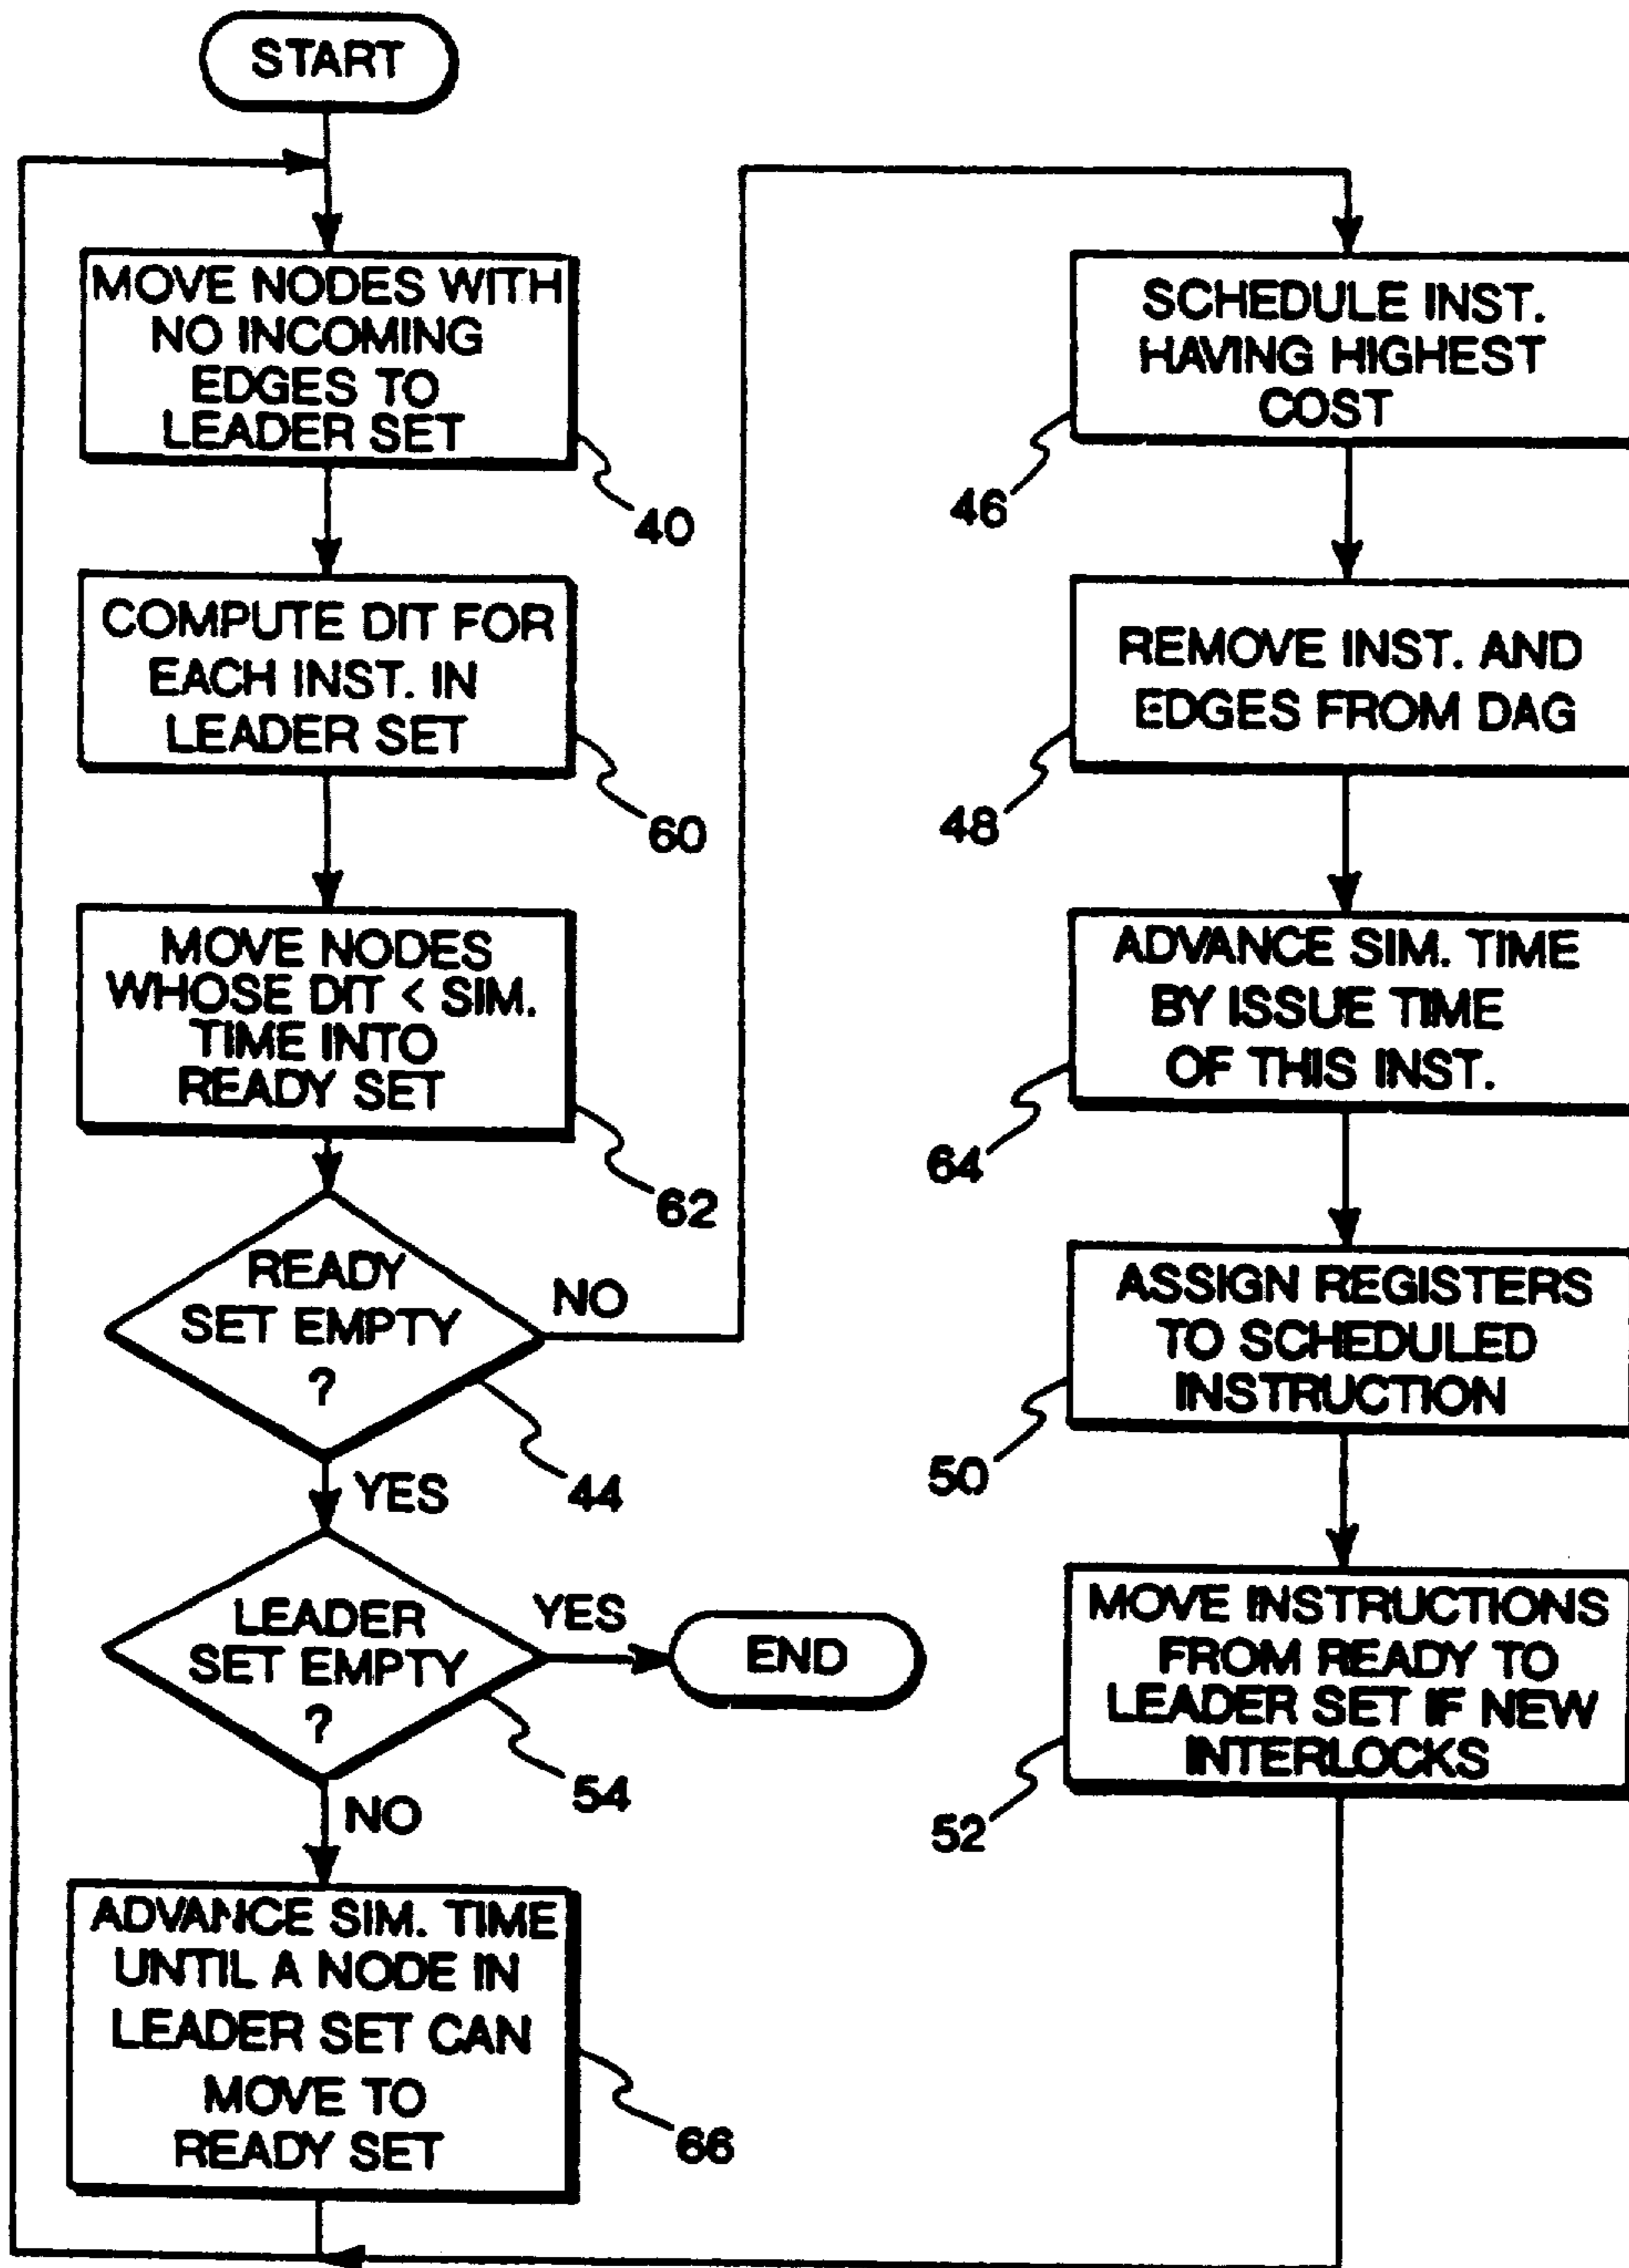 START
MOVE NODES WITH
NO INCOMING
EDGES TO
LEADER SET
40
COMPUTE DIT FOR
EACH INST. IN
LEADER SET
60
MOVE NODES
WHOSE DIT < SIM.
TIME INTO
READY SET
62
READY
SET EMPTY
?
NO
44
YES
LEADER
SET EMPTY
?
YES
END
54
NO
ADVANCE SIM. TIME
UNTIL A NODE IN
LEADER SET CAN
MOVE TO
READY SET
66
SCHEDULE INST.
HAVING HIGHEST
COST
46
REMOVE INST. AND
EDGES FROM DAG
48
ADVANCE SIM. TIME
BY ISSUE TIME
OF THIS INST.
64
ASSIGN REGISTERS
TO SCHEDULED
INSTRUCTION
50
MOVE INSTRUCTIONS
FROM READY TO
LEADER SET IF NEW
INTERLOCKS
52